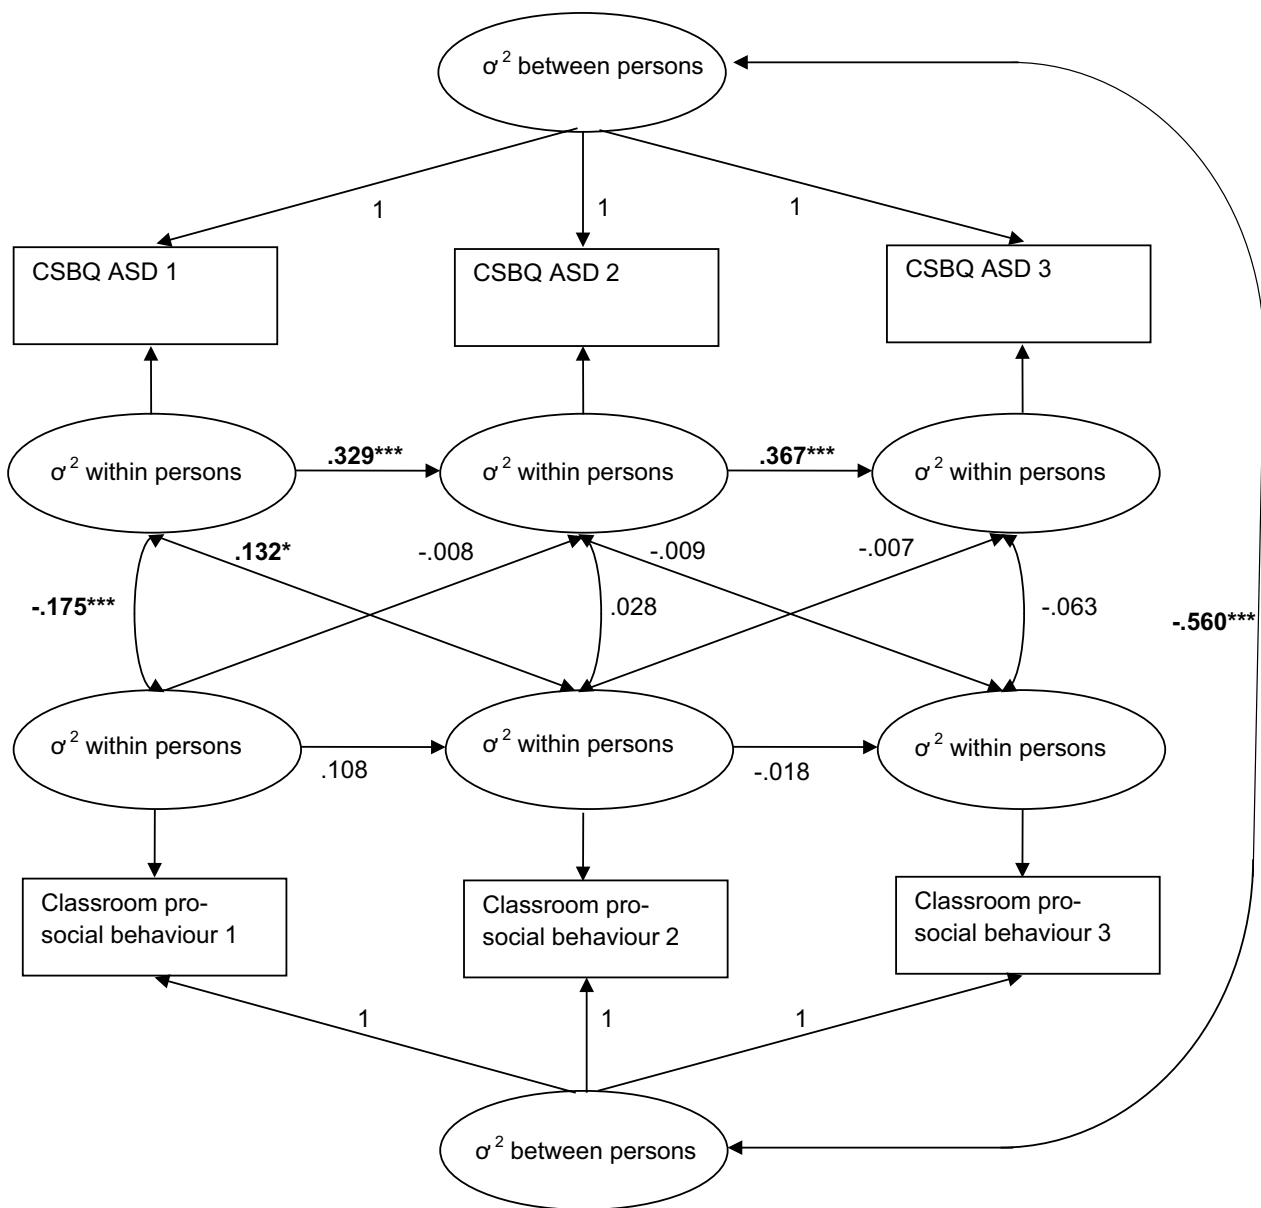 σ² between persons
1
1
1
CSBQ ASD 1
CSBQ ASD 2
CSBQ ASD 3
σ² within persons
.329***
σ² within persons
.367***
σ² within persons
.132*
-.008
-.009
-.007
-.175***
.028
-.063
-.560***
σ² within persons
.108
σ² within persons
-.018
σ² within persons
Classroom pro-
social behaviour 1
Classroom pro-
social behaviour 2
Classroom pro-
social behaviour 3
1
1
1
σ² between persons